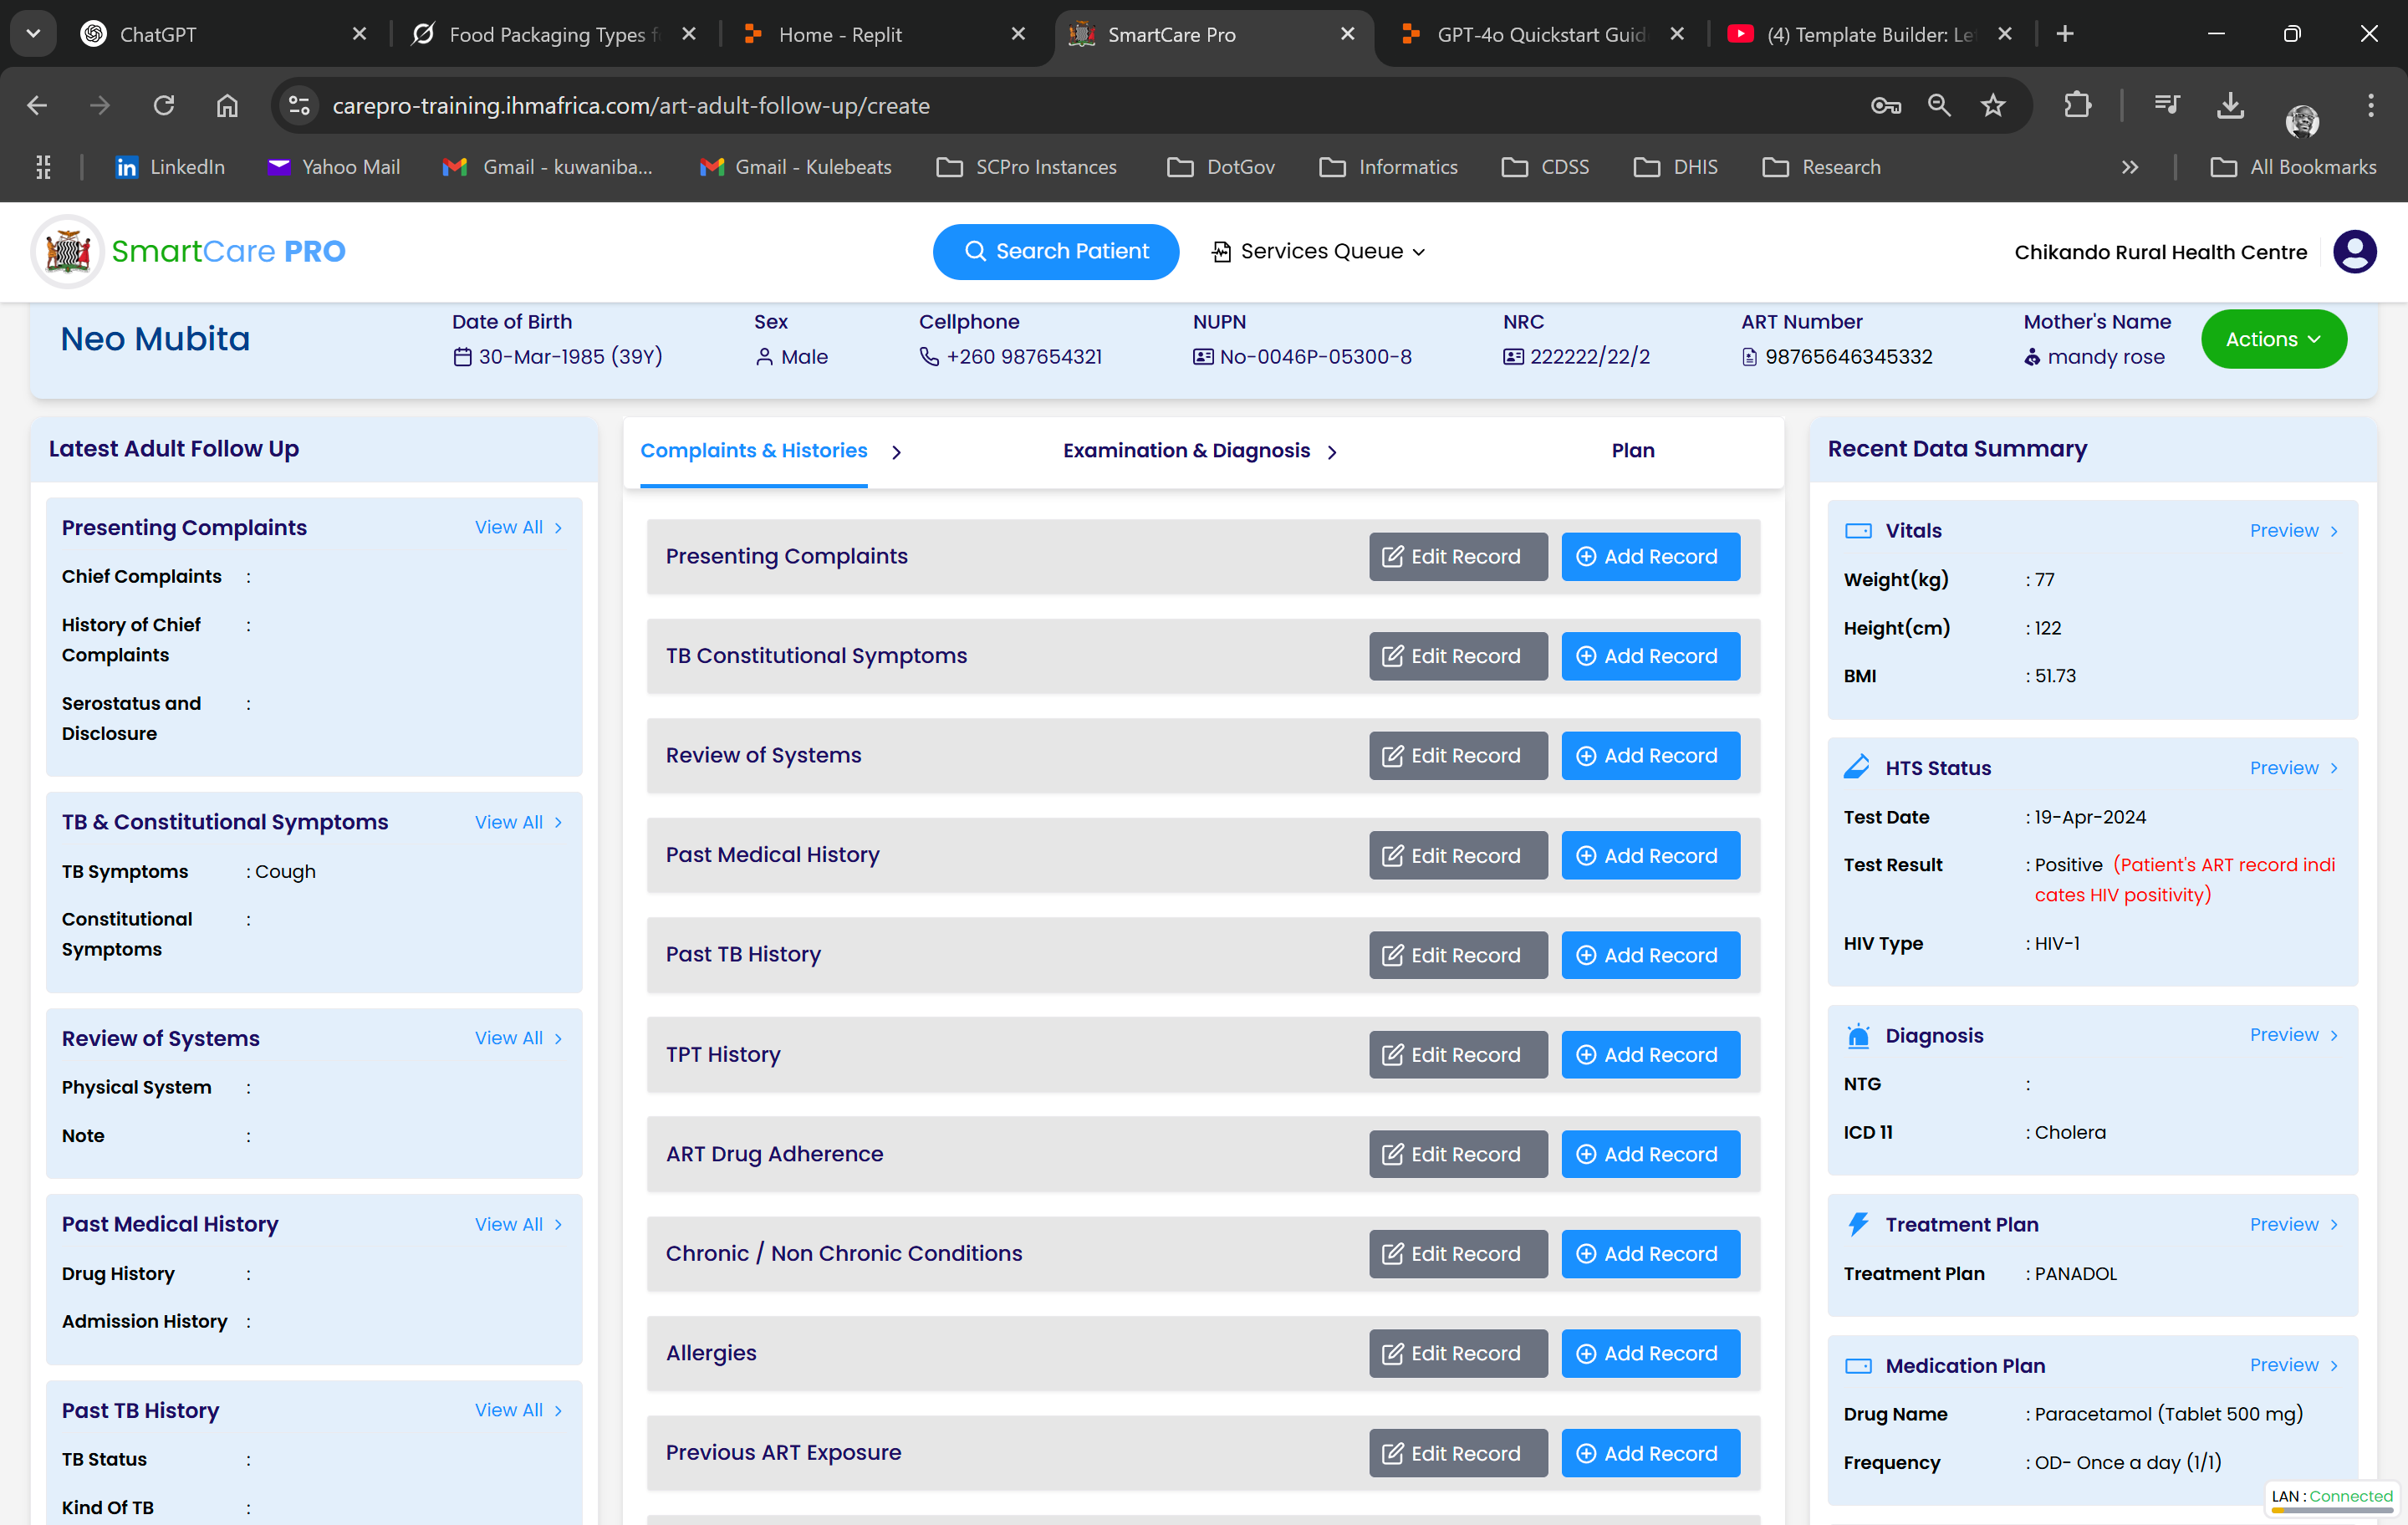 ChatGPT
Food Packaging Types f
Home - Replit
SmartCare Pro
GPT-4o Quickstart Guid
(4) Template Builder: Le
carepro-training.ihmafrica.com/art-adult-follow-up/create
LinkedIn
Yahoo Mail
Gmail - kuwaniba...
Gmail - Kulebeats
SCPro Instances
DotGov
Informatics
CDSS
DHIS
Research
All Bookmarks
SmartCare PRO
Search Patient
Services Queue
Chikando Rural Health Centre
Neo Mubita
Date of Birth
30-Mar-1985 (39Y)
Sex
Male
Cellphone
+260 987654321
NUPN
No-0046P-05300-8
NRC
222222/22/2
ART Number
98765646345332
Mother's Name
mandy rose
Actions
Latest Adult Follow Up
Presenting Complaints View All
Chief Complaints :
History of Chief :
Complaints
Serostatus and :
Disclosure
TB & Constitutional Symptoms View All
TB Symptoms : Cough
Constitutional :
Symptoms
Review of Systems View All
Physical System :
Note :
Past Medical History View All
Drug History :
Admission History :
Past TB History View All
TB Status :
Kind Of TB :
Complaints & Histories
Examination & Diagnosis
Plan
Presenting Complaints Edit Record Add Record
TB Constitutional Symptoms Edit Record Add Record
Review of Systems Edit Record Add Record
Past Medical History Edit Record Add Record
Past TB History Edit Record Add Record
TPT History Edit Record Add Record
ART Drug Adherence Edit Record Add Record
Chronic / Non Chronic Conditions Edit Record Add Record
Allergies Edit Record Add Record
Previous ART Exposure Edit Record Add Record
Recent Data Summary
Vitals Preview
Weight(kg) : 77
Height(cm) : 122
BMI : 51.73
HTS Status Preview
Test Date : 19-Apr-2024
Test Result : Positive (Patient's ART record indi
cates HIV positivity)
HIV Type : HIV-1
Diagnosis Preview
NTG :
ICD 11 : Cholera
Treatment Plan Preview
Treatment Plan : PANADOL
Medication Plan Preview
Drug Name : Paracetamol (Tablet 500 mg)
Frequency : OD- Once a day (1/1)
LAN : Connected